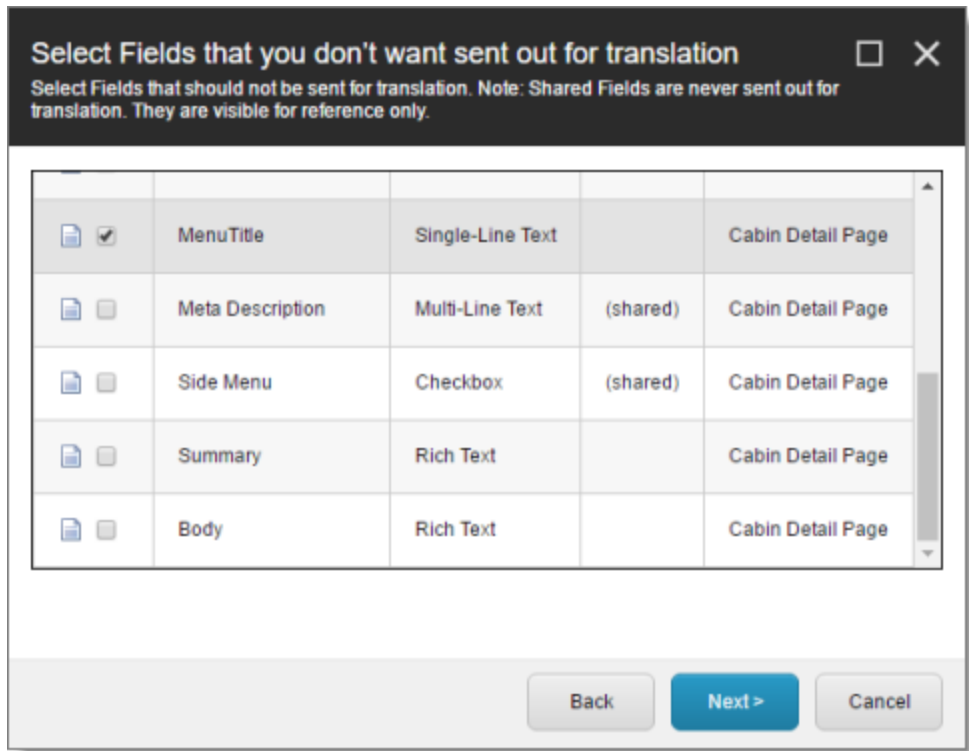 Select Fields that you don't want sent out for translation
Select Fields that should not be sent for translation. Note: Shared Fields are never sent out for
translation. They are visible for reference only.
MenuTitle Single-Line Text Cabin Detail Page
Meta Description Multi-Line Text (shared) Cabin Detail Page
Side Menu Checkbox (shared) Cabin Detail Page
Summary Rich Text Cabin Detail Page
Body Rich Text Cabin Detail Page
Back Next > Cancel